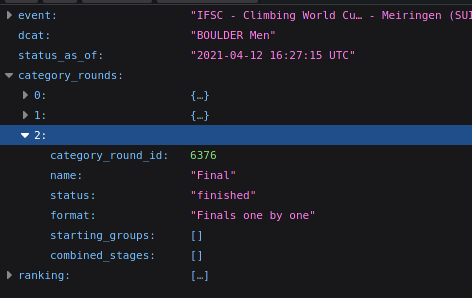 event: "IFSC - Climbing World Cu… - Meiringen (SUI
dcat: "BOULDER Men"
status_as_of: "2021-04-12 16:27:15 UTC"
category_rounds:
0: {…}
1: {…}
2:
category_round_id: 6376
name: "Final"
status: "finished"
format: "Finals one by one"
starting_groups: []
combined_stages: []
ranking: […]